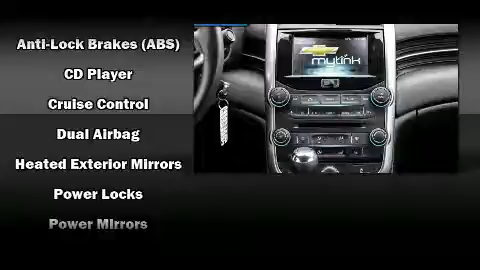 Anti-Lock Brakes (ABS)
CD Player
Cruise Control
Dual Airbag
Heated Exterior Mirrors
Power Locks
Power Mirrors
mylink